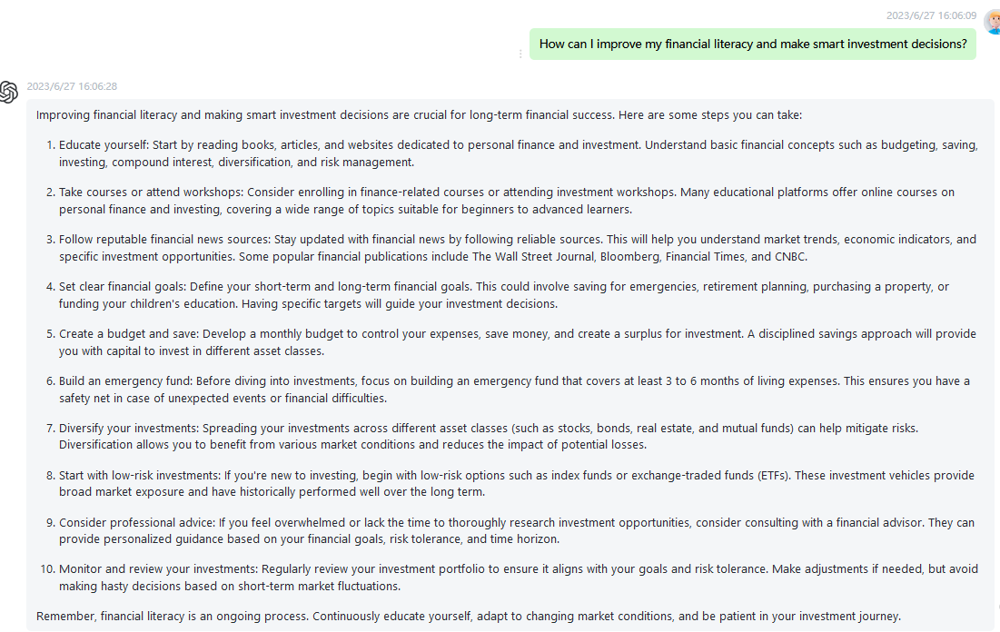 2023/6/27 16:06:09
How can I improve my financial literacy and make smart investment decisions?
2023/6/27 16:06:28
Improving financial literacy and making smart investment decisions are crucial for long-term financial success. Here are some steps you can take:
1. Educate yourself: Start by reading books, articles, and websites dedicated to personal finance and investment. Understand basic financial concepts such as budgeting, saving,
investing, compound interest, diversification, and risk management.
2. Take courses or attend workshops: Consider enrolling in finance-related courses or attending investment workshops. Many educational platforms offer online courses on
personal finance and investing, covering a wide range of topics suitable for beginners to advanced learners.
3. Follow reputable financial news sources: Stay updated with financial news by following reliable sources. This will help you understand market trends, economic indicators, and
specific investment opportunities. Some popular financial publications include The Wall Street Journal, Bloomberg, Financial Times, and CNBC.
4. Set clear financial goals: Define your short-term and long-term financial goals. This could involve saving for emergencies, retirement planning, purchasing a property, or
funding your children's education. Having specific targets will guide your investment decisions.
5. Create a budget and save: Develop a monthly budget to control your expenses, save money, and create a surplus for investment. A disciplined savings approach will provide
you with capital to invest in different asset classes.
6. Build an emergency fund: Before diving into investments, focus on building an emergency fund that covers at least 3 to 6 months of living expenses. This ensures you have a
safety net in case of unexpected events or financial difficulties.
7. Diversify your investments: Spreading your investments across different asset classes (such as stocks, bonds, real estate, and mutual funds) can help mitigate risks.
Diversification allows you to benefit from various market conditions and reduces the impact of potential losses.
8. Start with low-risk investments: If you're new to investing, begin with low-risk options such as index funds or exchange-traded funds (ETFs). These investment vehicles provide
broad market exposure and have historically performed well over the long term.
9. Consider professional advice: If you feel overwhelmed or lack the time to thoroughly research investment opportunities, consider consulting with a financial advisor. They can
provide personalized guidance based on your financial goals, risk tolerance, and time horizon.
10. Monitor and review your investments: Regularly review your investment portfolio to ensure it aligns with your goals and risk tolerance. Make adjustments if needed, but avoid
making hasty decisions based on short-term market fluctuations.
Remember, financial literacy is an ongoing process. Continuously educate yourself, adapt to changing market conditions, and be patient in your investment journey.